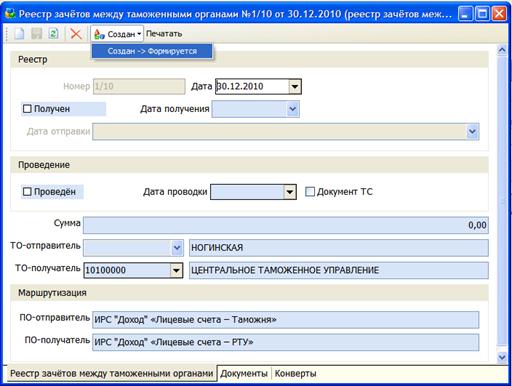 Реестр зачётов между таможенными органами №1/10 от 30.12.2010 (реестр зачётов меж...
Создан Печатать
Создан -> Формируется
Реестр
Номер 1/10 Дата 30.12.2010
Получен Дата получения
Дата отправки
Проведение
Проведён Дата проводки Документ ТС
Сумма 0,00
ТО-отправитель НОГИНСКАЯ
ТО-получатель 10100000 ЦЕНТРАЛЬНОЕ ТАМОЖЕННОЕ УПРАВЛЕНИЕ
Маршрутизация
ПО-отправитель ИРС "Доход" «Лицевые счета – Таможня»
ПО-получатель ИРС "Доход" «Лицевые счета – РТУ»
Реестр зачётов между таможенными органами Документы Конверты